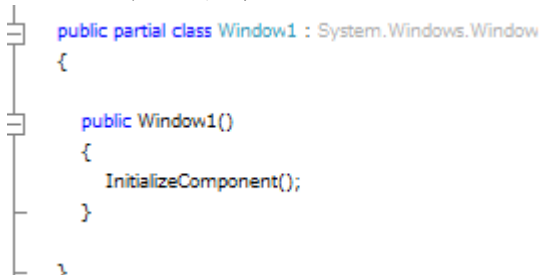 public partial class Window1 : System.Windows.Window
{
public Window1()
{
InitializeComponent();
}
}